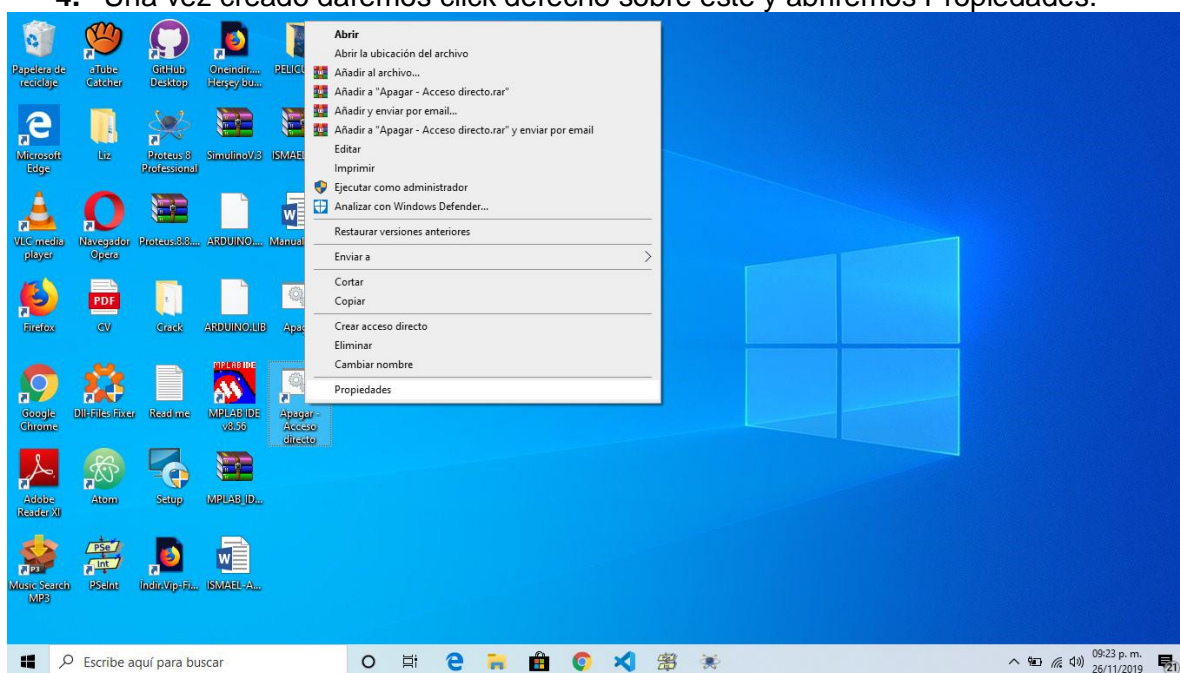 4. Una vez creado daremos click derecho sobre este y abriremos Propiedades.
Papelera de
reciclaje
aTube
Catcher
GitHub
Desktop
Oneindir....
Herşey bu...
Microsoft
Edge
Liz
Proteus 8
Professional
SimulinoV.3
VLC media
player
Navegador
Opera
Proteus.8.8....
ARDUINO....
Manual
Firefox
CV
Crack
ARDUINO.LIB
Google
Chrome
Dll-Files Fixer
Read me
MPLAB IDE
v8.56
Apagar -
Acceso
directo
Adobe
Reader XI
Atom
Setup
MPLAB_ID...
Music Search
MP3
PSeInt
İndir.Vip-Fi...
ISMAEL-A...
Abrir
Abrir la ubicación del archivo
Añadir al archivo...
Añadir a "Apagar - Acceso directo.rar"
Añadir y enviar por email...
Añadir a "Apagar - Acceso directo.rar" y enviar por email
Editar
Imprimir
Ejecutar como administrador
Analizar con Windows Defender...
Restaurar versiones anteriores
Enviar a
Cortar
Copiar
Crear acceso directo
Eliminar
Cambiar nombre
Propiedades
Escribe aquí para buscar
09:23 p. m.
26/11/2019
21